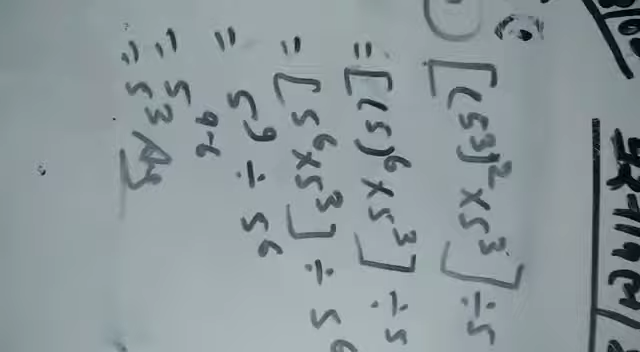 [(5³)² × 5³] ÷ 5
= [(5)⁶ × 5³] ÷ 5
= [5⁶ × 5³] ÷ 5⁶
= 5⁹ ÷ 5⁶
= 5⁹⁻⁶
= 5³ Ans